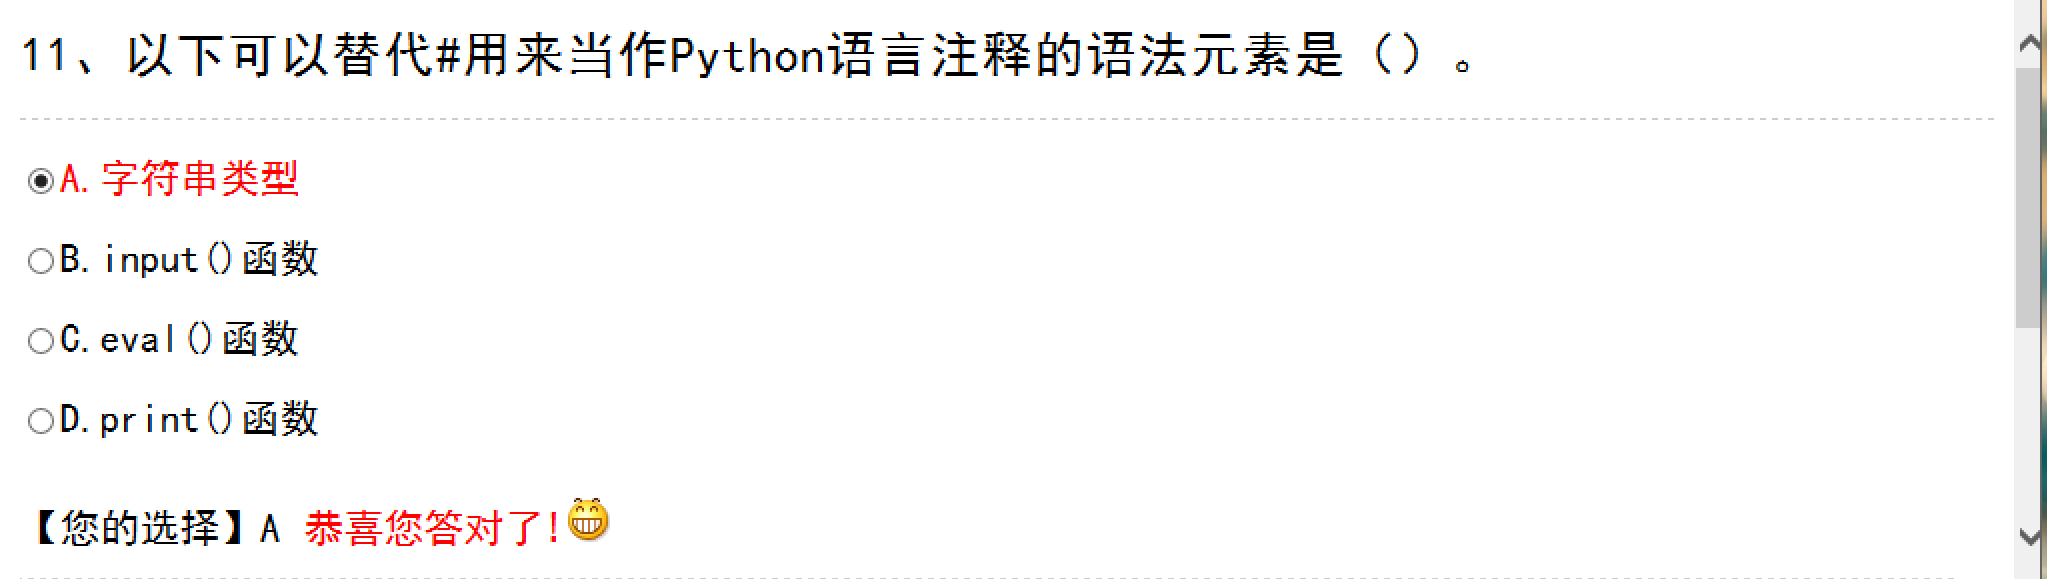 11、以下可以替代#用来当作Python语言注释的语法元素是（）。
A.字符串类型
B.input()函数
C.eval()函数
D.print()函数
【您的选择】A 恭喜您答对了!